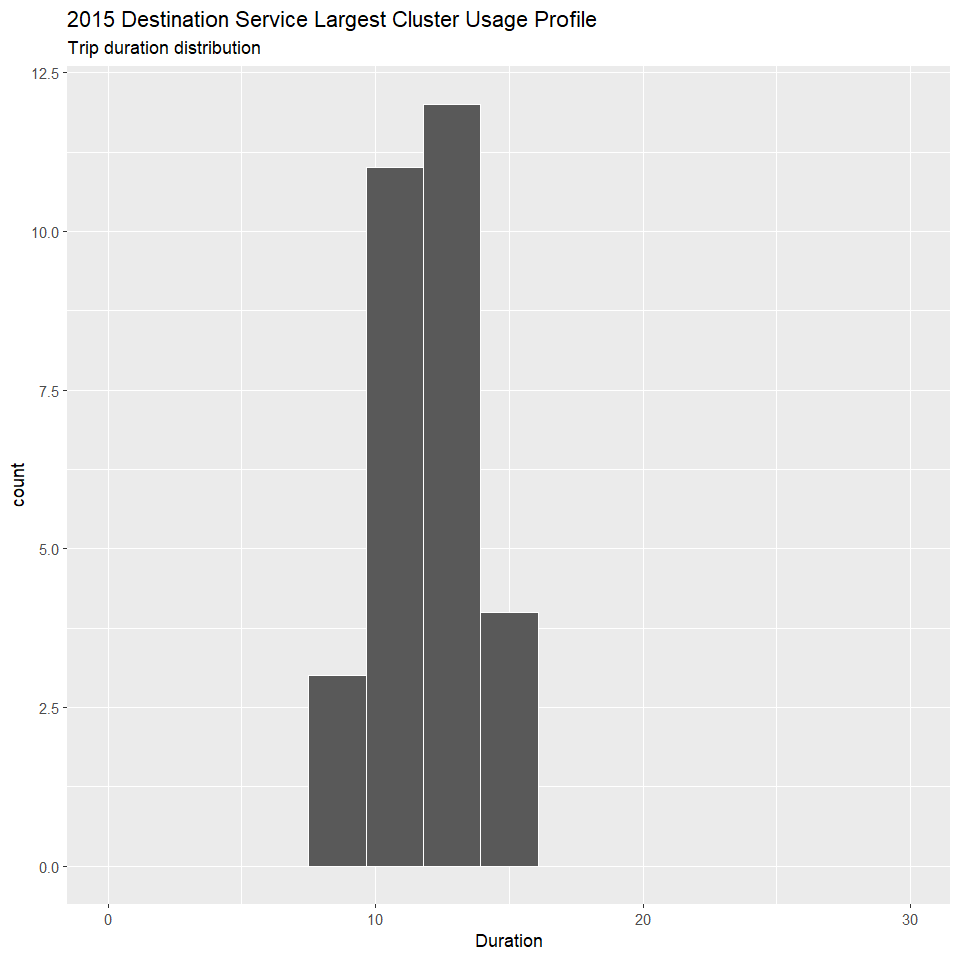 2015 Destination Service Largest Cluster Usage Profile
Trip duration distribution
12.5
10.0
7.5
5.0
2.5
0.0
count
0 10 20 30
Duration